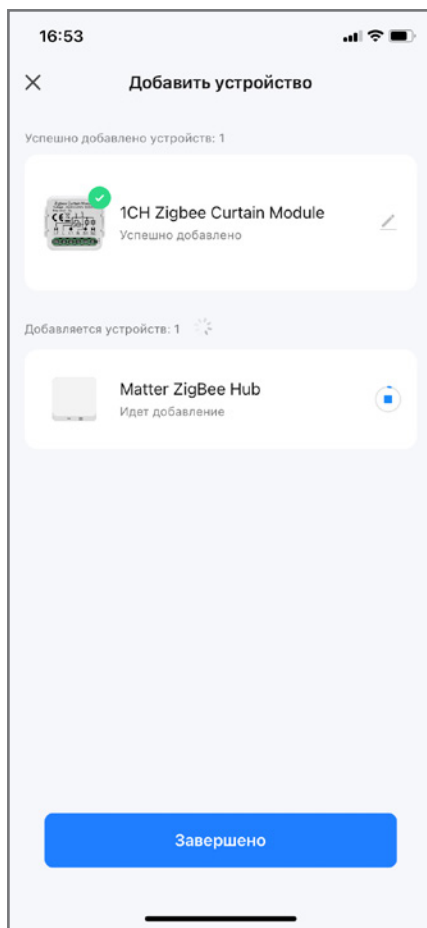 16:53
Добавить устройство
Успешно добавлено устройств: 1
1CH Zigbee Curtain Module
Успешно добавлено
Добавляется устройств: 1
Matter ZigBee Hub
Идет добавление
Завершено